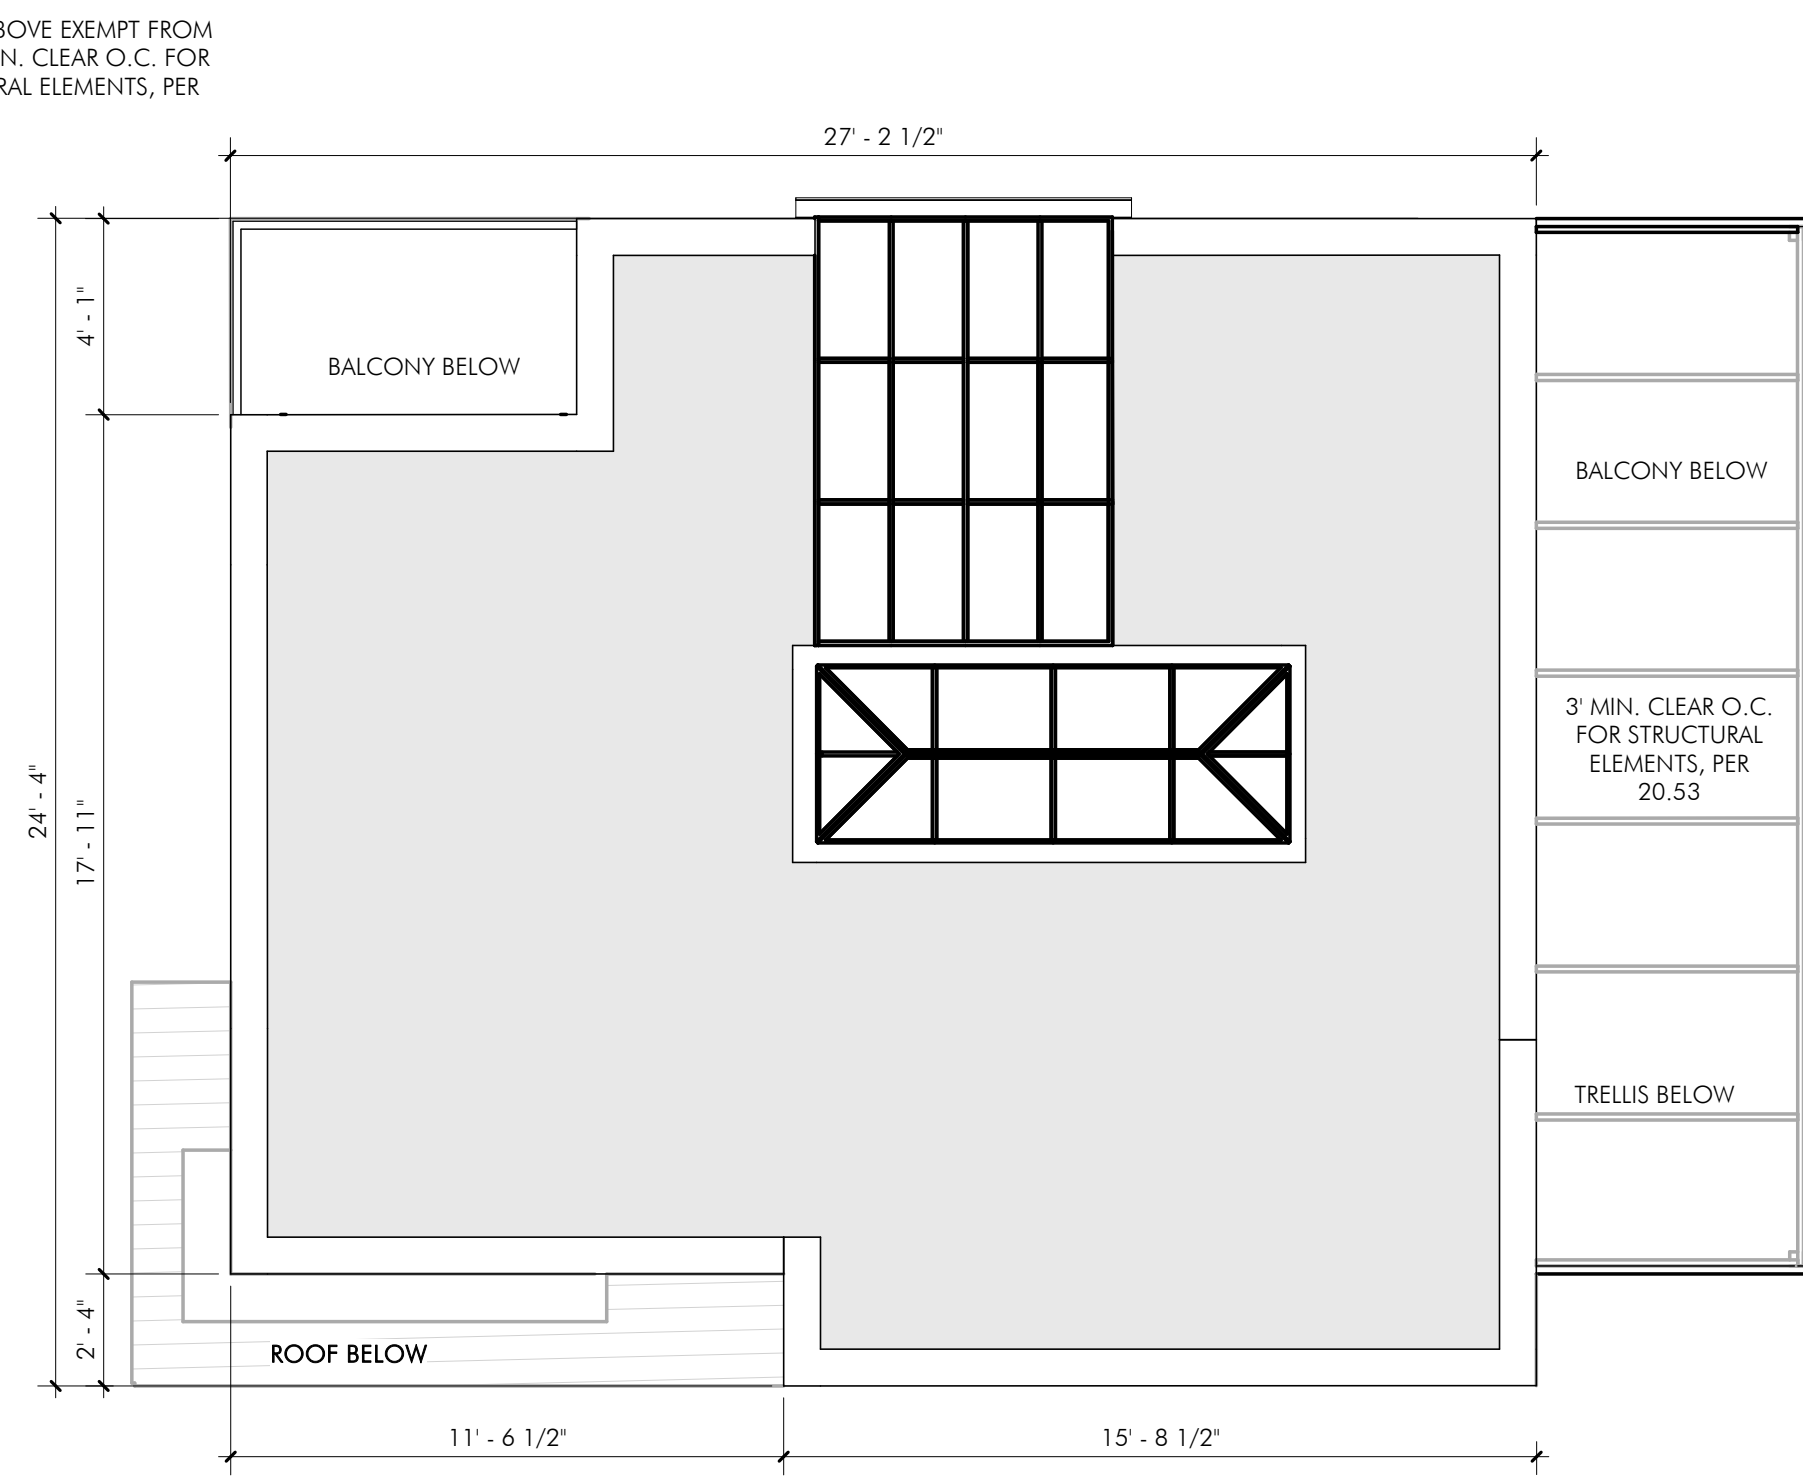 EXEMPT FROM
CLEAR O.C. FOR
ELEMENTS, PER
27' - 2 1/2"
4' - 1"
BALCONY BELOW
BALCONY BELOW
3' MIN. CLEAR O.C.
FOR STRUCTURAL
ELEMENTS, PER
20.53
24' - 4"
17' - 11"
TRELLIS BELOW
2' - 4"
ROOF BELOW
11' - 6 1/2"
15' - 8 1/2"